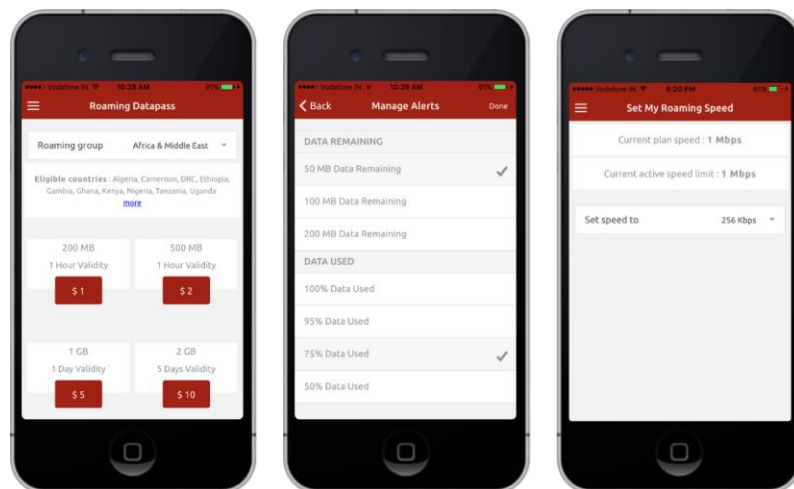 Vodafone IN 10:38 AM 91%
Roaming Datapass
Roaming group Africa & Middle East
Eligible countries : Algeria, Cameroon, DRC, Ethiopia,
Gambia, Ghana, Kenya, Nigeria, Tanzania, Uganda
more
200 MB 500 MB
1 Hour Validity 1 Hour Validity
$ 1 $ 2
1 GB 2 GB
1 Day Validity 5 Days Validity
$ 5 $ 10
Vodafone IN 10:39 AM 91%
Back Manage Alerts Done
DATA REMAINING
50 MB Data Remaining
100 MB Data Remaining
200 MB Data Remaining
DATA USED
100% Data Used
95% Data Used
75% Data Used
50% Data Used
Vodafone IN 6:20 PM 61%
Set My Roaming Speed
Current plan speed : 1 Mbps
Current active speed limit : 1 Mbps
Set speed to 256 Kbps